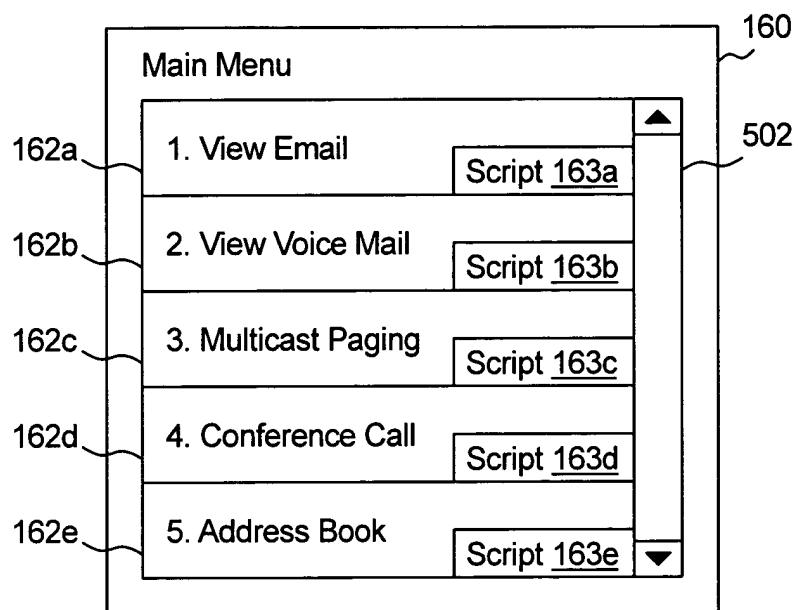 160
Main Menu
502
162a
1. View Email
Script 163a
162b
2. View Voice Mail
Script 163b
162c
3. Multicast Paging
Script 163c
162d
4. Conference Call
Script 163d
162e
5. Address Book
Script 163e